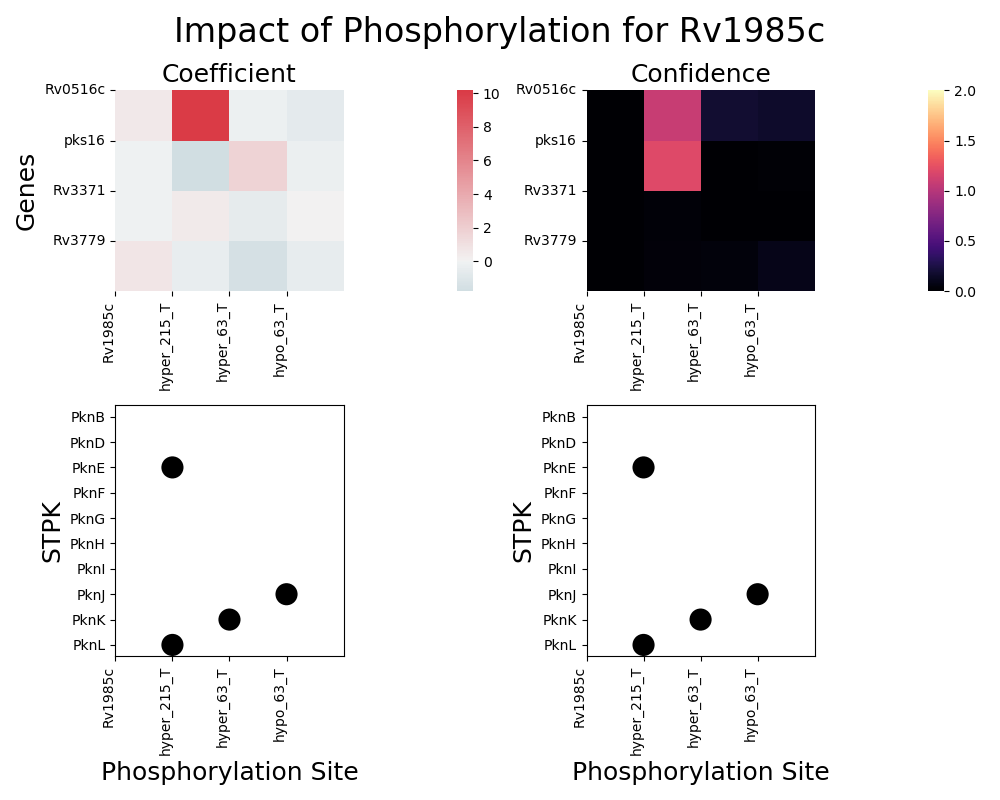 Impact of Phosphorylation for Rv1985c
Coefficient
Confidence
Genes
Rv0516c
pks16
Rv3371
Rv3779
Rv1985c
hyper_215_T
hyper_63_T
hypo_63_T
10
8
6
4
2
0
Rv0516c
pks16
Rv3371
Rv3779
Rv1985c
hyper_215_T
hyper_63_T
hypo_63_T
2.0
1.5
1.0
0.5
0.0
STPK
PknB
PknD
PknE
PknF
PknG
PknH
PknI
PknJ
PknK
PknL
Rv1985c
hyper_215_T
hyper_63_T
hypo_63_T
Phosphorylation Site
STPK
PknB
PknD
PknE
PknF
PknG
PknH
PknI
PknJ
PknK
PknL
Rv1985c
hyper_215_T
hyper_63_T
hypo_63_T
Phosphorylation Site